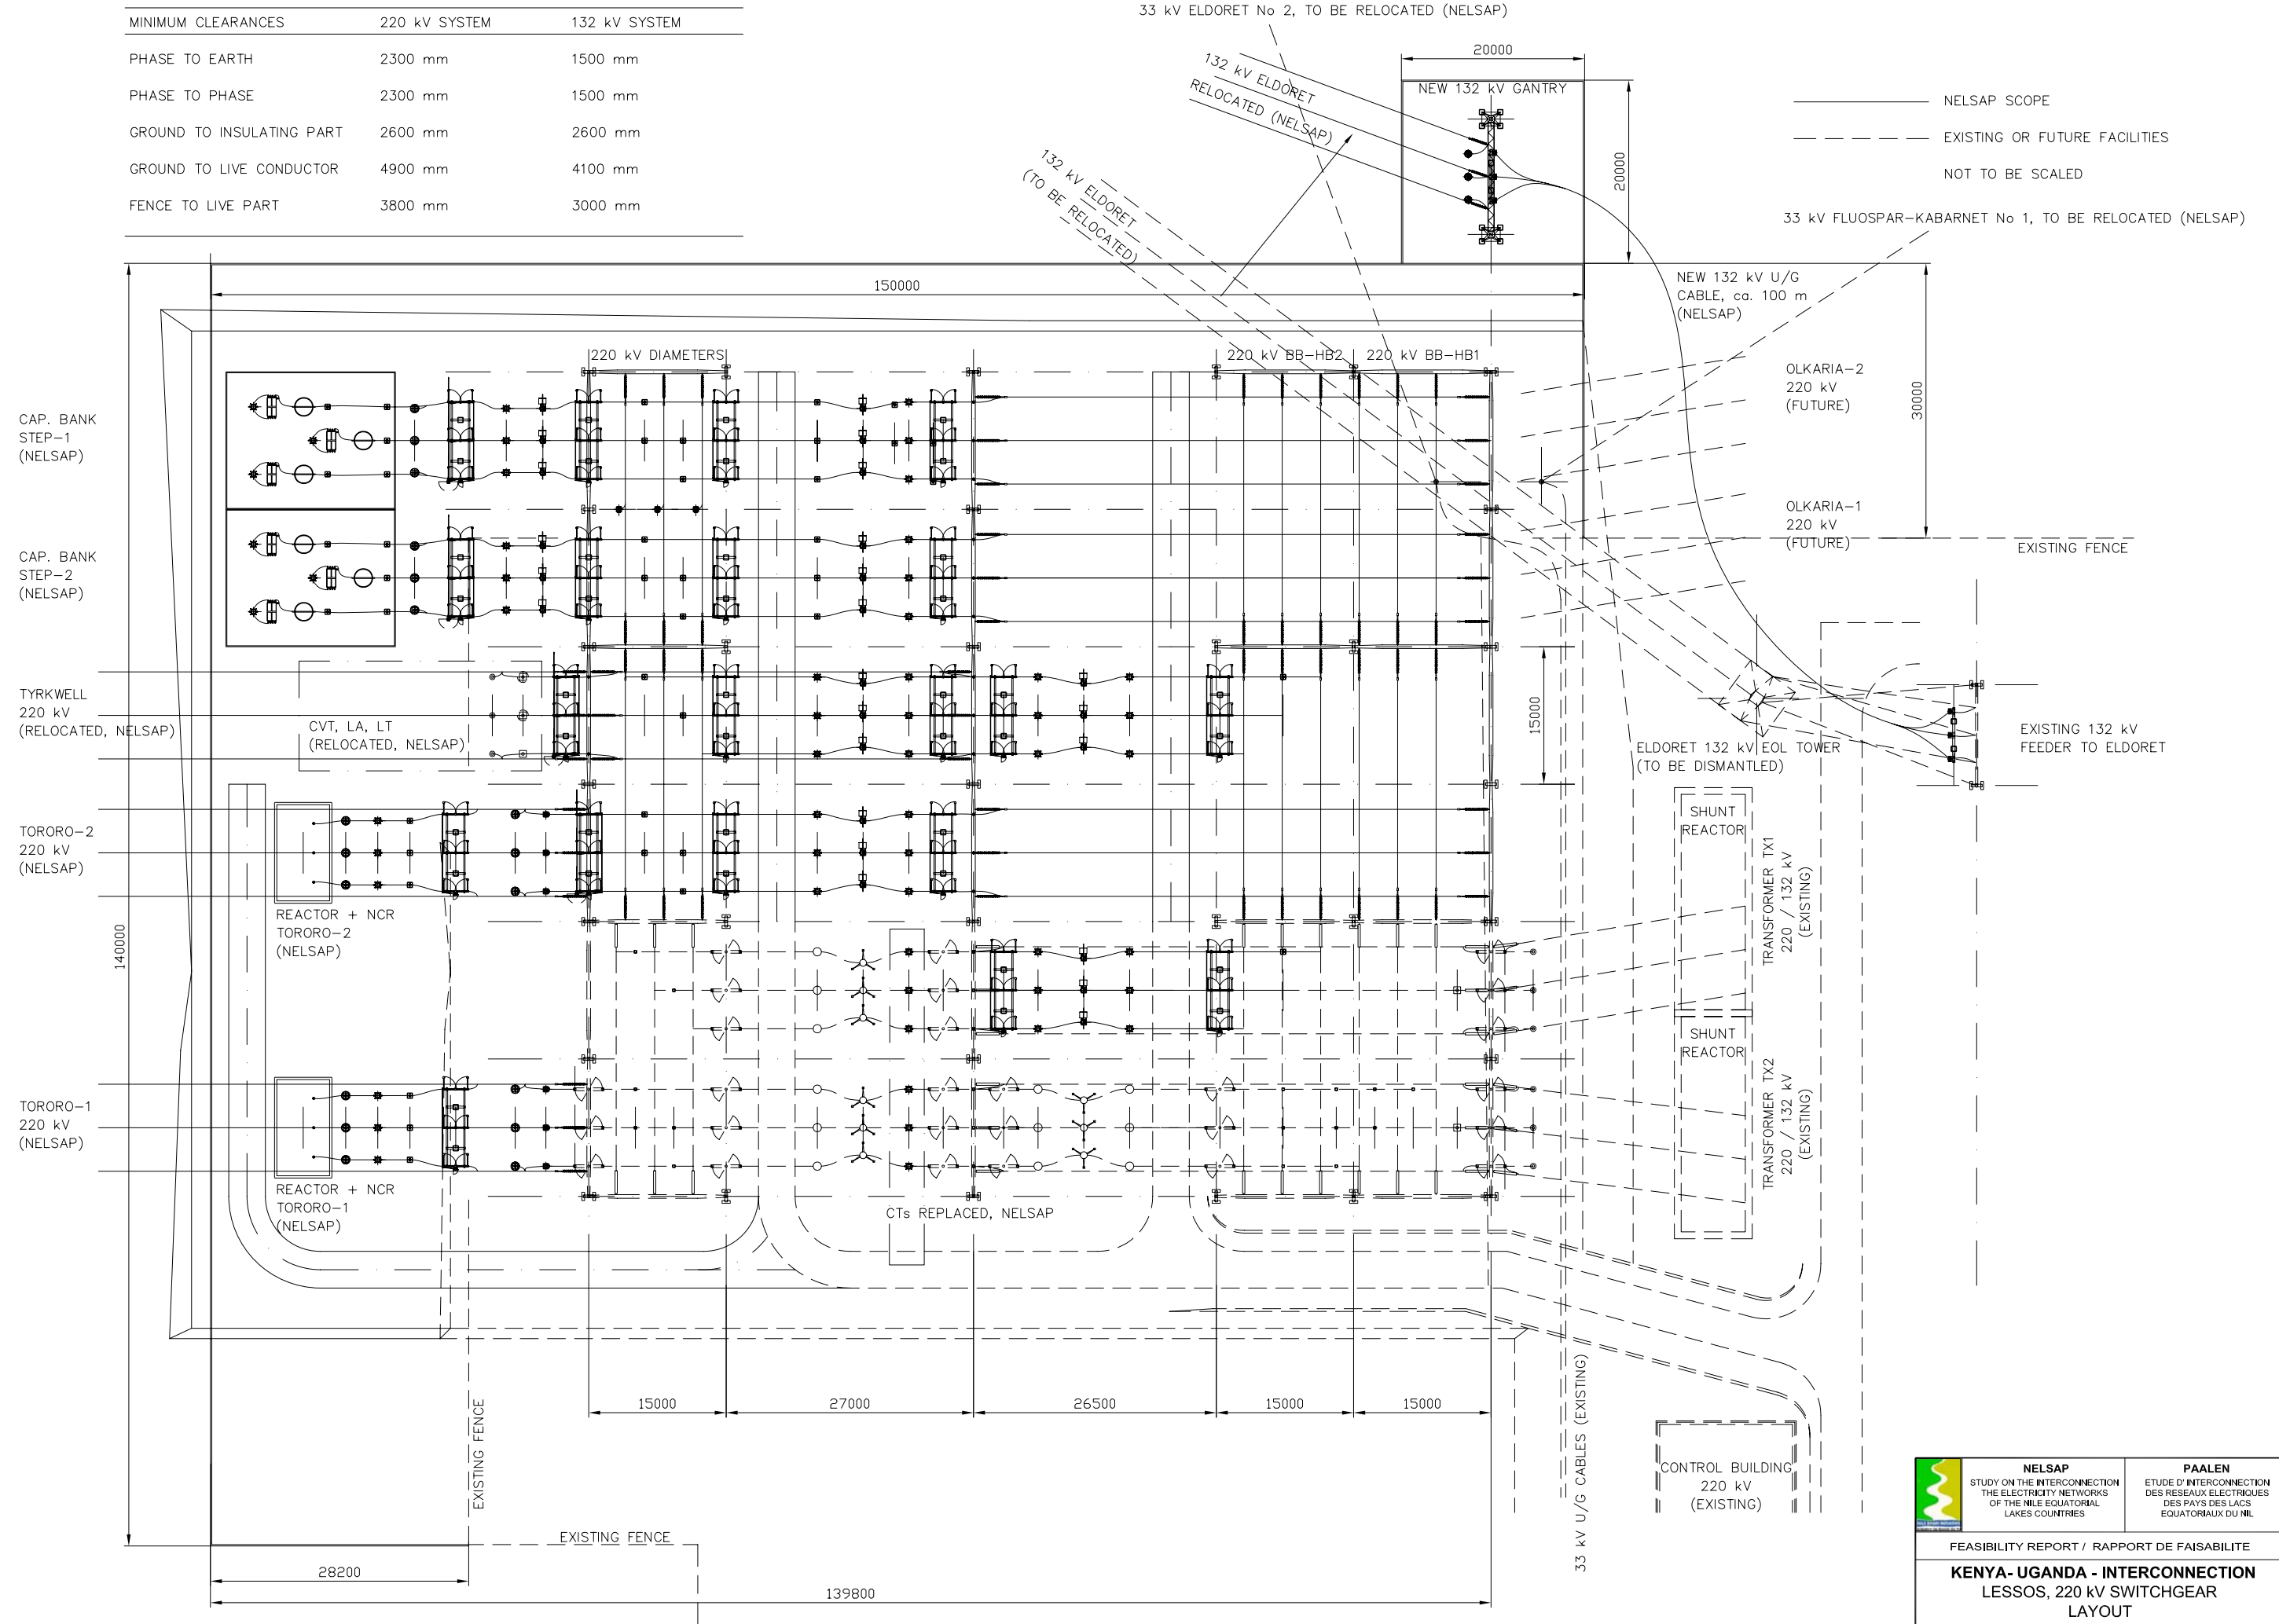 MINIMUM CLEARANCES 220 kV SYSTEM 132 kV SYSTEM
PHASE TO EARTH 2300 mm 1500 mm
PHASE TO PHASE 2300 mm 1500 mm
GROUND TO INSULATING PART 2600 mm 2600 mm
GROUND TO LIVE CONDUCTOR 4900 mm 4100 mm
FENCE TO LIVE PART 3800 mm 3000 mm
33 kV ELDORET No 2, TO BE RELOCATED (NELSAP)
132 kV ELDORET
RELOCATED (NELSAP)
132 kV ELDORET
(TO BE RELOCATED)
20000
NEW 132 kV GANTRY
20000
NELSAP SCOPE
EXISTING OR FUTURE FACILITIES
NOT TO BE SCALED
33 kV FLUOSPAR-KABARNET No 1, TO BE RELOCATED (NELSAP)
NEW 132 kV U/G
CABLE, ca. 100 m
(NELSAP)
150000
30000
220 kV DIAMETERS
220 kV BB-HB2
220 kV BB-HB1
OLKARIA-2
220 kV
(FUTURE)
OLKARIA-1
220 kV
(FUTURE)
EXISTING FENCE
CAP. BANK
STEP-1
(NELSAP)
CAP. BANK
STEP-2
(NELSAP)
TYRKWELL
220 kV
(RELOCATED, NELSAP)
CVT, LA, LT
(RELOCATED, NELSAP)
15000
ELDORET 132 kV EOL TOWER
(TO BE DISMANTLED)
EXISTING 132 kV
FEEDER TO ELDORET
TORORO-2
220 kV
(NELSAP)
REACTOR + NCR
TORORO-2
(NELSAP)
140000
SHUNT
REACTOR
TRANSFORMER TX1
220 / 132 kV
(EXISTING)
SHUNT
REACTOR
TRANSFORMER TX2
220 / 132 kV
(EXISTING)
TORORO-1
220 kV
(NELSAP)
REACTOR + NCR
TORORO-1
(NELSAP)
CTs REPLACED, NELSAP
15000
27000
26500
15000
15000
EXISTING FENCE
33 kV U/G CABLES (EXISTING)
CONTROL BUILDING
220 kV
(EXISTING)
EXISTING FENCE
28200
139800
NELSAP
STUDY ON THE INTERCONNECTION
THE ELECTRICITY NETWORKS
OF THE NILE EQUATORIAL
LAKES COUNTRIES
PAALEN
ETUDE D' INTERCONNECTION
DES RESEAUX ELECTRIQUES
DES PAYS DES LACS
EQUATORIAUX DU NIL
FEASIBILITY REPORT / RAPPORT DE FAISABILITE
KENYA- UGANDA - INTERCONNECTION
LESSOS, 220 kV SWITCHGEAR
LAYOUT